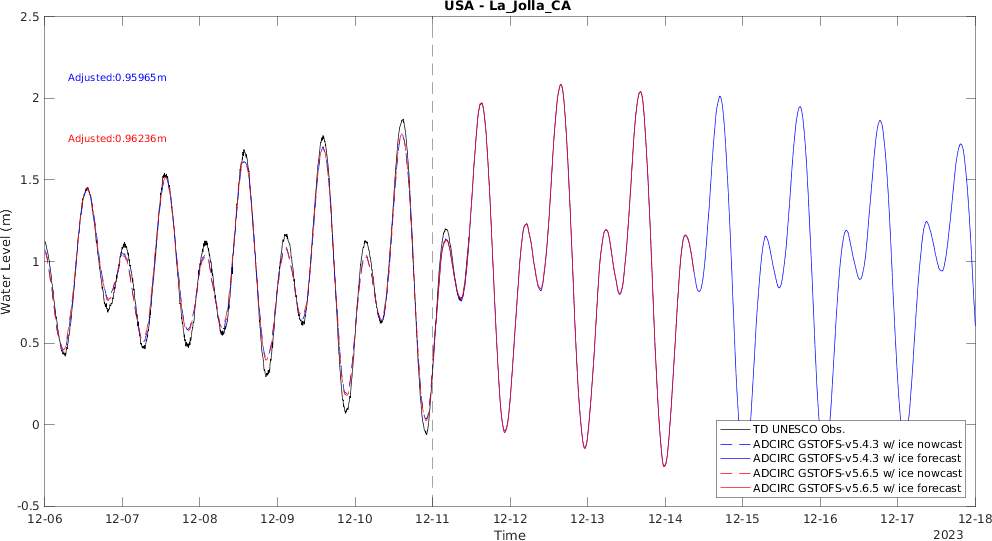 USA - La_Jolla_CA
2.5
2
1.5
1
0.5
0
-0.5
Water Level (m)
Adjusted:0.95965m
Adjusted:0.96236m
TD UNESCO Obs.
ADCIRC GSTOFS-v5.4.3 w/ ice nowcast
ADCIRC GSTOFS-v5.4.3 w/ ice forecast
ADCIRC GSTOFS-v5.6.5 w/ ice nowcast
ADCIRC GSTOFS-v5.6.5 w/ ice forecast
12-06 12-07 12-08 12-09 12-10 12-11 12-12 12-13 12-14 12-15 12-16 12-17 12-18
Time
2023